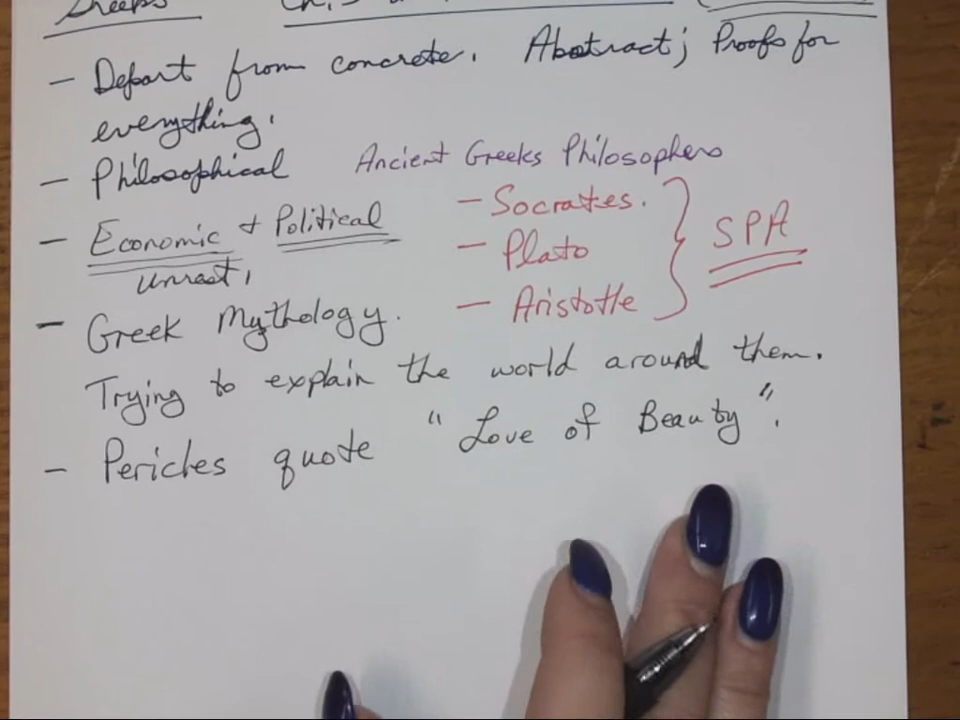 Greeks
- Depart from concrete. Abstract; Proofs for
everything.
- Philosophical
Ancient Greeks Philosophers
- Economic + Political
unrest,
- Socrates.
- Plato
- Aristotle
SPA
- Greek Mythology.
Trying to explain the world around them.
- Pericles quote "Love of Beauty".